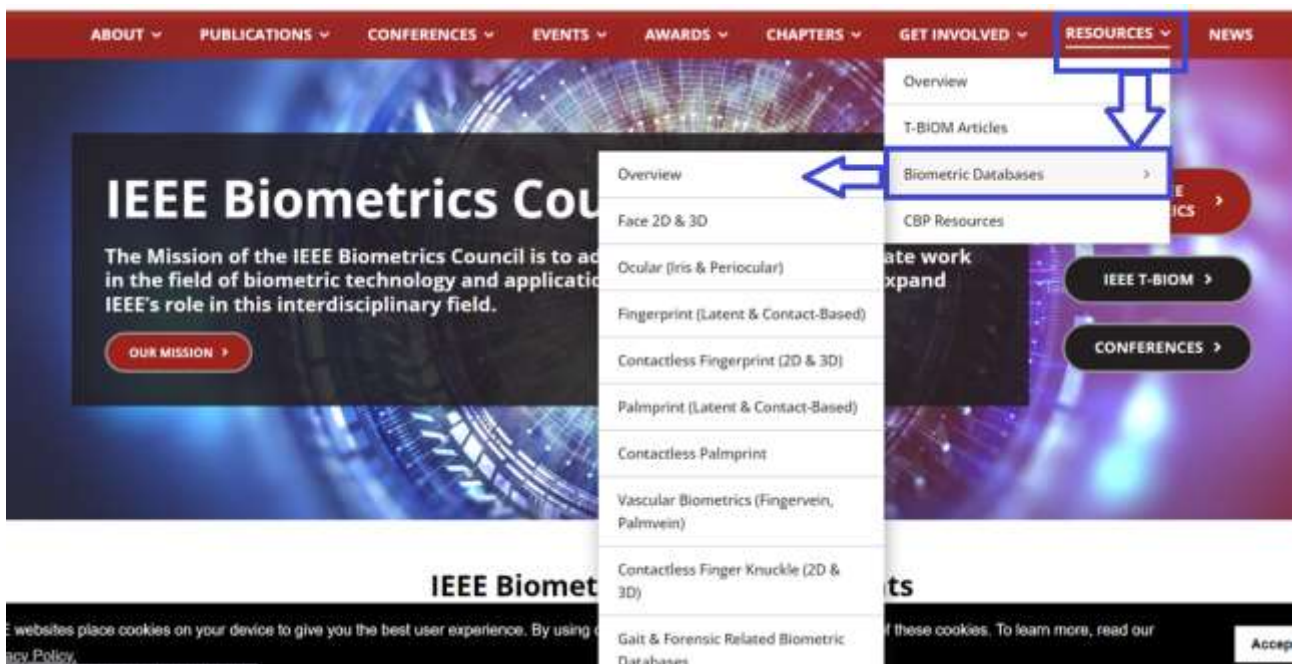 ABOUT PUBLICATIONS CONFERENCES EVENTS AWARDS CHAPTERS GET INVOLVED RESOURCES NEWS
Overview
T-BIOM Articles
Biometric Databases
CBP Resources
Overview
Face 2D & 3D
Ocular (Iris & Periocular)
Fingerprint (Latent & Contact-Based)
Contactless Fingerprint (2D & 3D)
Palmprint (Latent & Contact-Based)
Contactless Palmprint
Vascular Biometrics (Fingervein,
Palmvein)
Contactless Finger Knuckle (2D &
3D)
Gait & Forensic Related Biometric
Databases
IEEE Biometrics Cou
The Mission of the IEEE Biometrics Council is to ad ate work
in the field of biometric technology and applicatio xpand
IEEE's role in this interdisciplinary field.
OUR MISSION
E
ICS
IEEE T-BIOM
CONFERENCES
IEEE Biomet ts
E websites place cookies on your device to give you the best user experience. By using f these cookies. To learn more, read our
acy Policy.
Accep